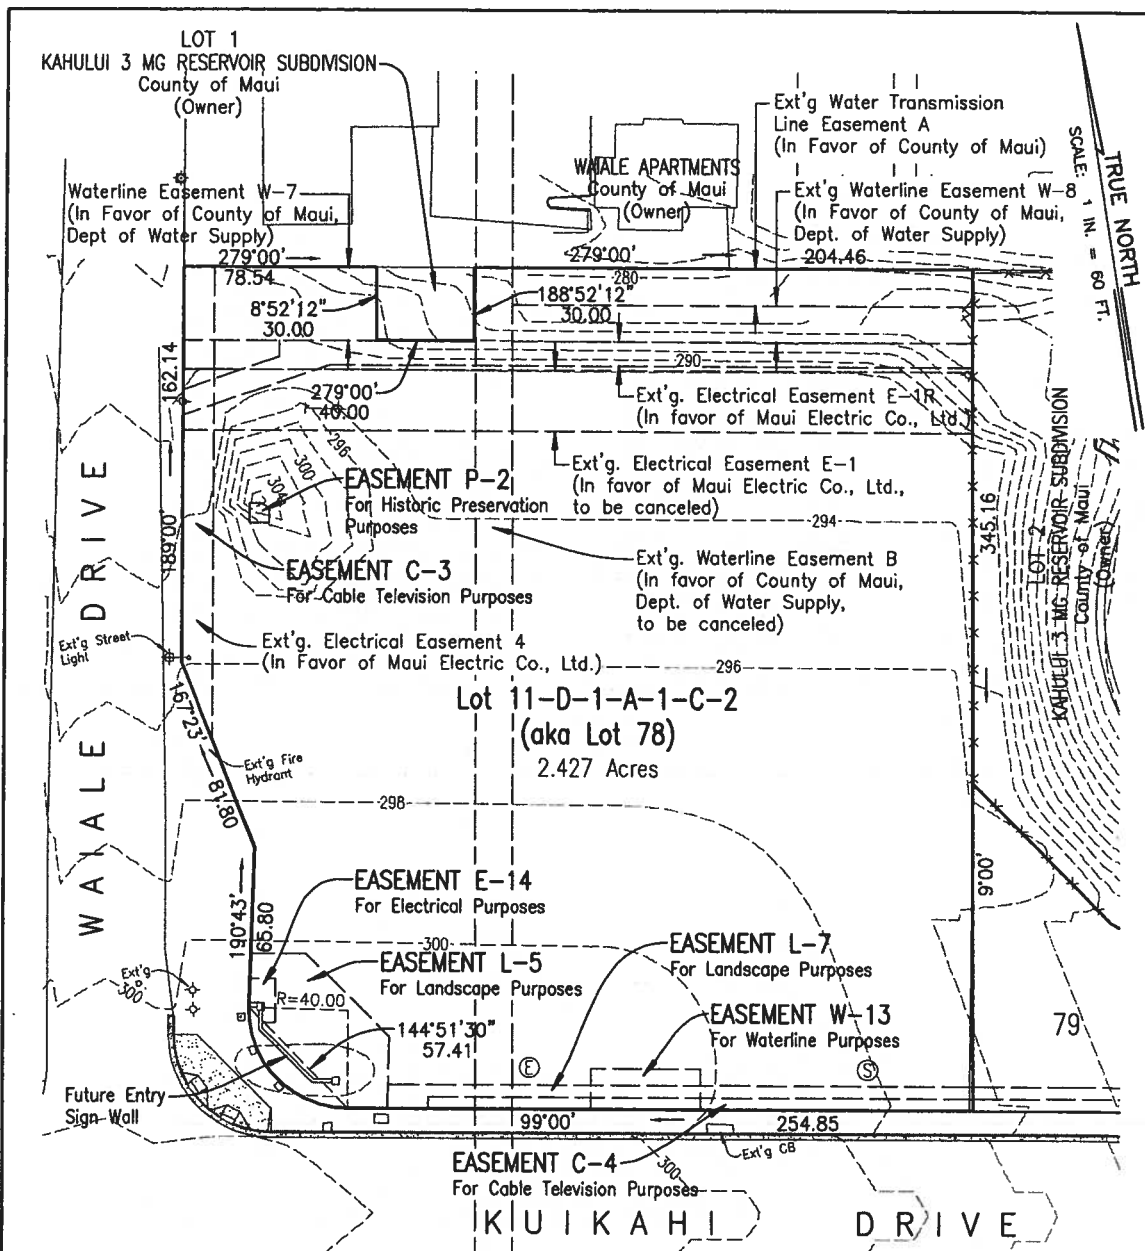 LOT 1
KAHULUI 3 MG RESERVOIR SUBDIVISION
County of Maui
(Owner)
Ext'g Water Transmission
Line Easement A
(In Favor of County of Maui)
TRUE NORTH
SCALE: 1 IN. = 60 FT.
WAIALE APARTMENTS
County of Maui
(Owner)
Waterline Easement W-7
(In Favor of County of Maui,
Dept of Water Supply)
Ext'g Waterline Easement W-8
(In Favor of County of Maui,
Dept. of Water Supply)
279°00'
78.54
279°00'
204.46
280
8°52'12"
30.00
188°52'12"
30.00
162.14
290
279°00'
40.00
Ext'g. Electrical Easement E-1R
(In favor of Maui Electric Co., Ltd.)
296
300
304
EASEMENT P-2
For Historic Preservation
Purposes
Ext'g. Electrical Easement E-1
(In favor of Maui Electric Co., Ltd.,
to be canceled)
294
345.16
LOT 2
KAHULUI 3 MG RESERVOIR SUBDIVISION
County of Maui
(Owner)
WAIALE DRIVE
189°00'
EASEMENT C-3
For Cable Television Purposes
Ext'g. Waterline Easement B
(In favor of County of Maui,
Dept. of Water Supply,
to be canceled)
Ext'g Street
Light
Ext'g. Electrical Easement 4
(In Favor of Maui Electric Co., Ltd.)
296
Lot 11-D-1-A-1-C-2
(aka Lot 78)
2.427 Acres
167°23'
81.80
Ext'g Fire
Hydrant
298
9°00'
EASEMENT E-14
For Electrical Purposes
190°43'
65.80
300
EASEMENT L-5
For Landscape Purposes
EASEMENT L-7
For Landscape Purposes
Ext'g
300
R=40.00
144°51'30"
57.41
EASEMENT W-13
For Waterline Purposes
79
E
S
Future Entry
Sign Wall
99°00'
254.85
Ext'g CB
EASEMENT C-4
For Cable Television Purposes
300
KUIKAHI DRIVE